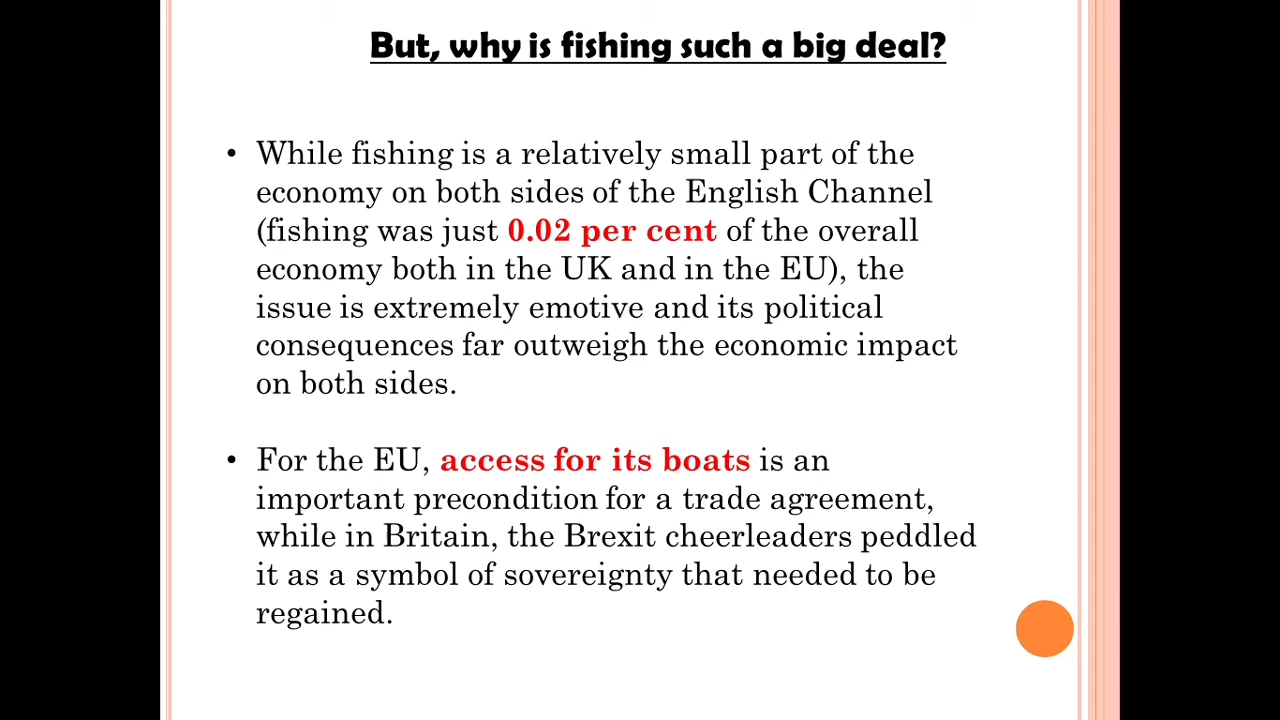 But, why is fishing such a big deal?
• While fishing is a relatively small part of the
economy on both sides of the English Channel
(fishing was just 0.02 per cent of the overall
economy both in the UK and in the EU), the
issue is extremely emotive and its political
consequences far outweigh the economic impact
on both sides.
• For the EU, access for its boats is an
important precondition for a trade agreement,
while in Britain, the Brexit cheerleaders peddled
it as a symbol of sovereignty that needed to be
regained.